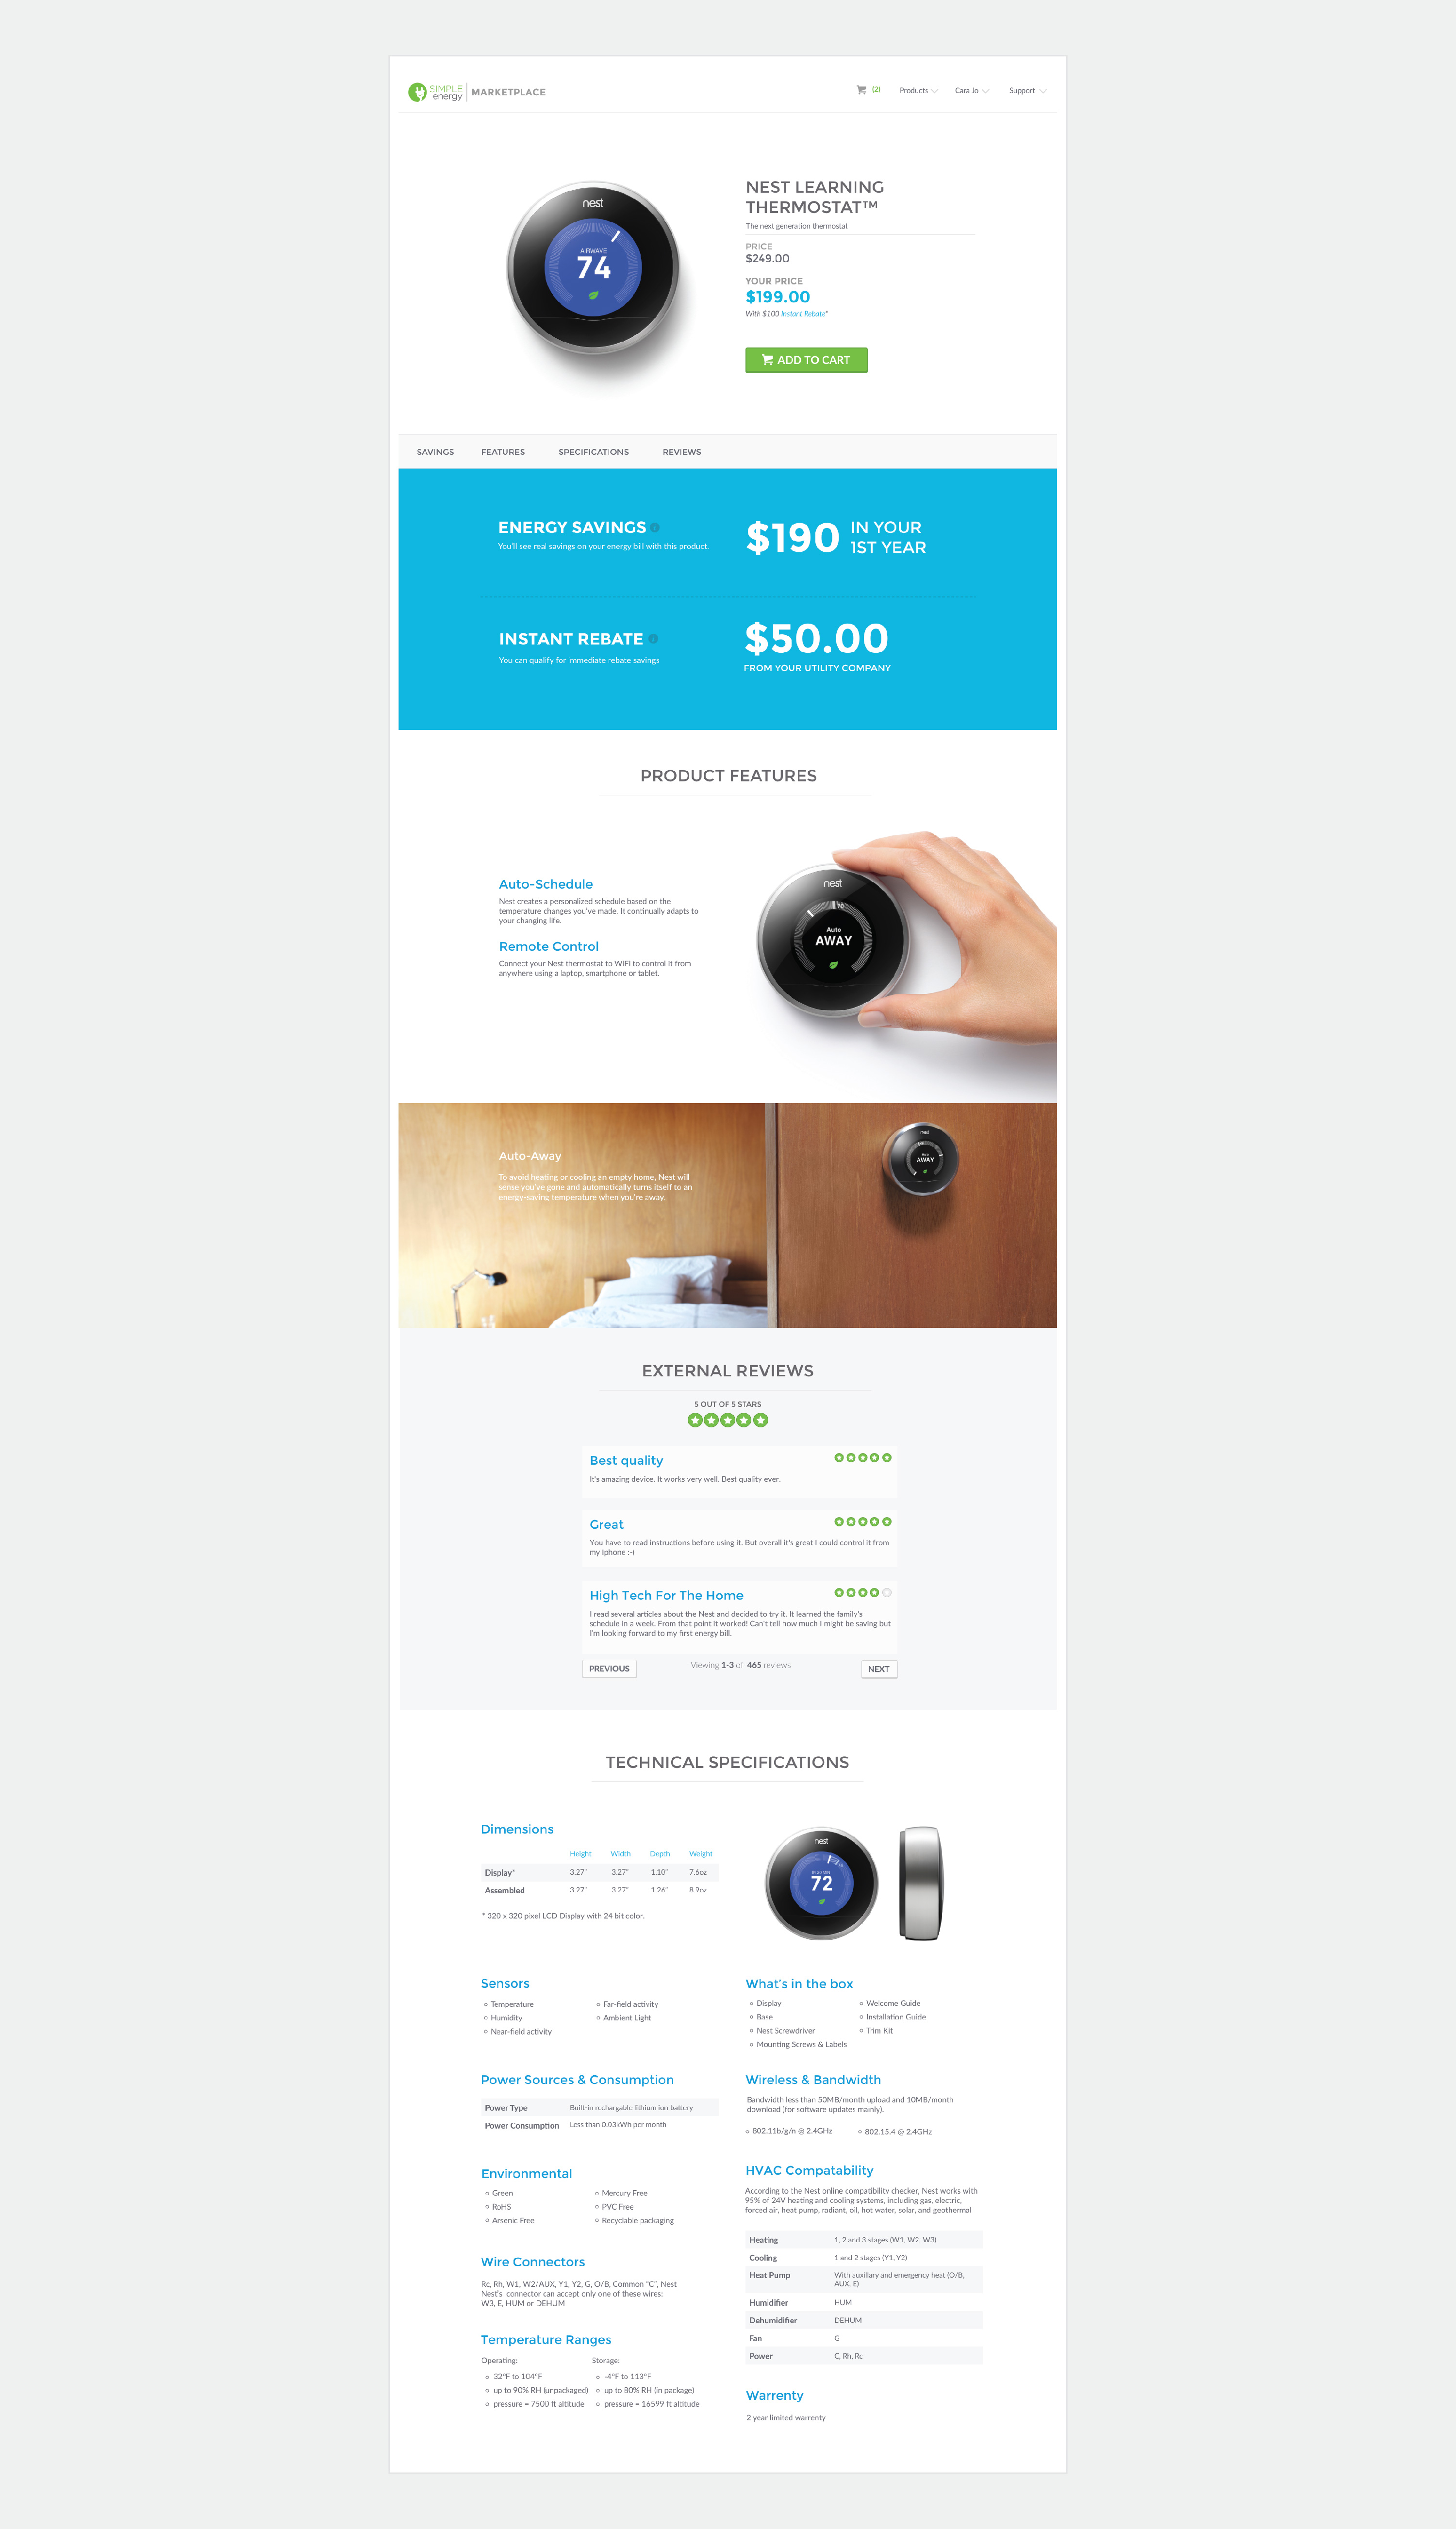 SIMPLE
energy
MARKETPLACE
(2)
Products
Cara Jo
Support
nest
AIRWAVE
74
NEST LEARNING
THERMOSTAT™
The next generation thermostat
PRICE
$249.00
YOUR PRICE
$199.00
With $100 Instant Rebate*
ADD TO CART
SAVINGS
FEATURES
SPECIFICATIONS
REVIEWS
ENERGY SAVINGS
You'll see real savings on your energy bill with this product.
$190
IN YOUR
1ST YEAR
INSTANT REBATE
You can qualify for immediate rebate savings
$50.00
FROM YOUR UTILITY COMPANY
PRODUCT FEATURES
Auto-Schedule
Nest creates a personalized schedule based on the
temperature changes you've made. It continually adapts to
your changing life.
Remote Control
Connect your Nest thermostat to WIFI to control it from
anywhere using a laptop, smartphone or tablet.
nest
76
Auto
AWAY
Auto-Away
To avoid heating or cooling an empty home, Nest will
sense you've gone and automatically turns itself to an
energy-saving temperature when you're away.
nest
Auto
AWAY
EXTERNAL REVIEWS
5 OUT OF 5 STARS
Best quality
It's amazing device. It works very well. Best quality ever.
Great
You have to read instructions before using it. But overall it's great I could control it from
my Iphone :-)
High Tech For The Home
I read several articles about the Nest and decided to try it. It learned the family's
schedule in a week. From that point it worked! Can't tell how much I might be saving but
I'm looking forward to my first energy bill.
PREVIOUS
Viewing 1-3 of 465 reviews
NEXT
TECHNICAL SPECIFICATIONS
Dimensions
Height Width Depth Weight
Display* 3.27" 3.27" 1.10" 7.6oz
Assembled 3.27" 3.27" 1.26" 8.9oz
* 320 x 320 pixel LCD Display with 24 bit color.
nest
IN 10 MIN
72
Sensors
Temperature
Humidity
Near-field activity
Far-field activity
Ambient Light
What's in the box
Display
Base
Nest Screwdriver
Mounting Screws & Labels
Welcome Guide
Installation Guide
Trim Kit
Power Sources & Consumption
Power Type Built-in rechargable lithium ion battery
Power Consumption Less than 0.03kWh per month
Wireless & Bandwidth
Bandwidth less than 50MB/month upload and 10MB/month
download (for software updates mainly).
802.11b/g/n @ 2.4GHz
802.15.4 @ 2.4GHz
Environmental
Green
RoHS
Arsenic Free
Mercury Free
PVC Free
Recyclable packaging
HVAC Compatability
According to the Nest online compatibility checker, Nest works with
95% of 24V heating and cooling systems, including gas, electric,
forced air, heat pump, radiant, oil, hot water, solar, and geothermal
Heating 1, 2 and 3 stages (W1, W2, W3)
Cooling 1 and 2 stages (Y1, Y2)
Heat Pump With auxillary and emergency heat (O/B,
AUX, E)
Humidifier HUM
Dehumidifier DEHUM
Fan G
Power C, Rh, Rc
Wire Connectors
Rc, Rh, W1, W2/AUX, Y1, Y2, G, O/B, Common "C", Nest
Nest's connector can accept only one of these wires:
W3, E, HUM or DEHUM
Temperature Ranges
Operating:
32°F to 104°F
up to 90% RH (unpackaged)
pressure = 7500 ft altitude
Storage:
-4°F to 113°F
up to 80% RH (in package)
pressure = 16599 ft altitude
Warrenty
2 year limited warrenty